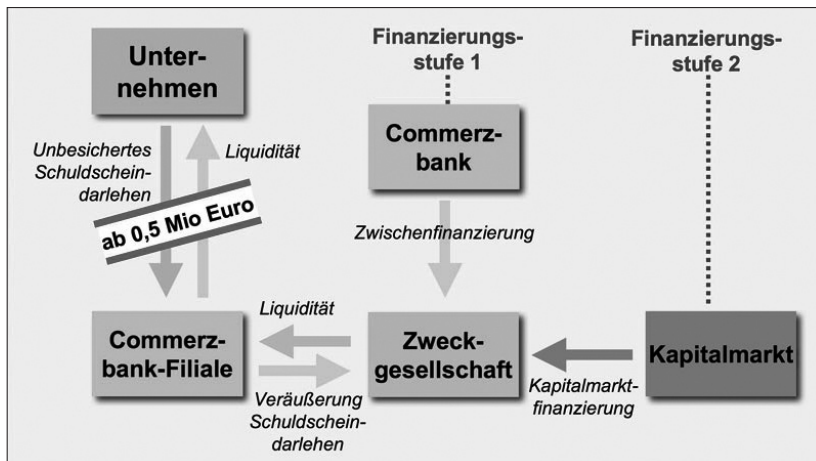 Unter-
nehmen
Finanzierungs-
stufe 1
Finanzierungs-
stufe 2
Commerz-
bank
Unbesichertes
Schuldschein-
darlehen
Liquidität
ab 0,5 Mio Euro
Zwischenfinanzierung
Commerz-
bank-Filiale
Liquidität
Veräußerung
Schuldschein-
darlehen
Zweck-
gesellschaft
Kapitalmarkt-
finanzierung
Kapitalmarkt